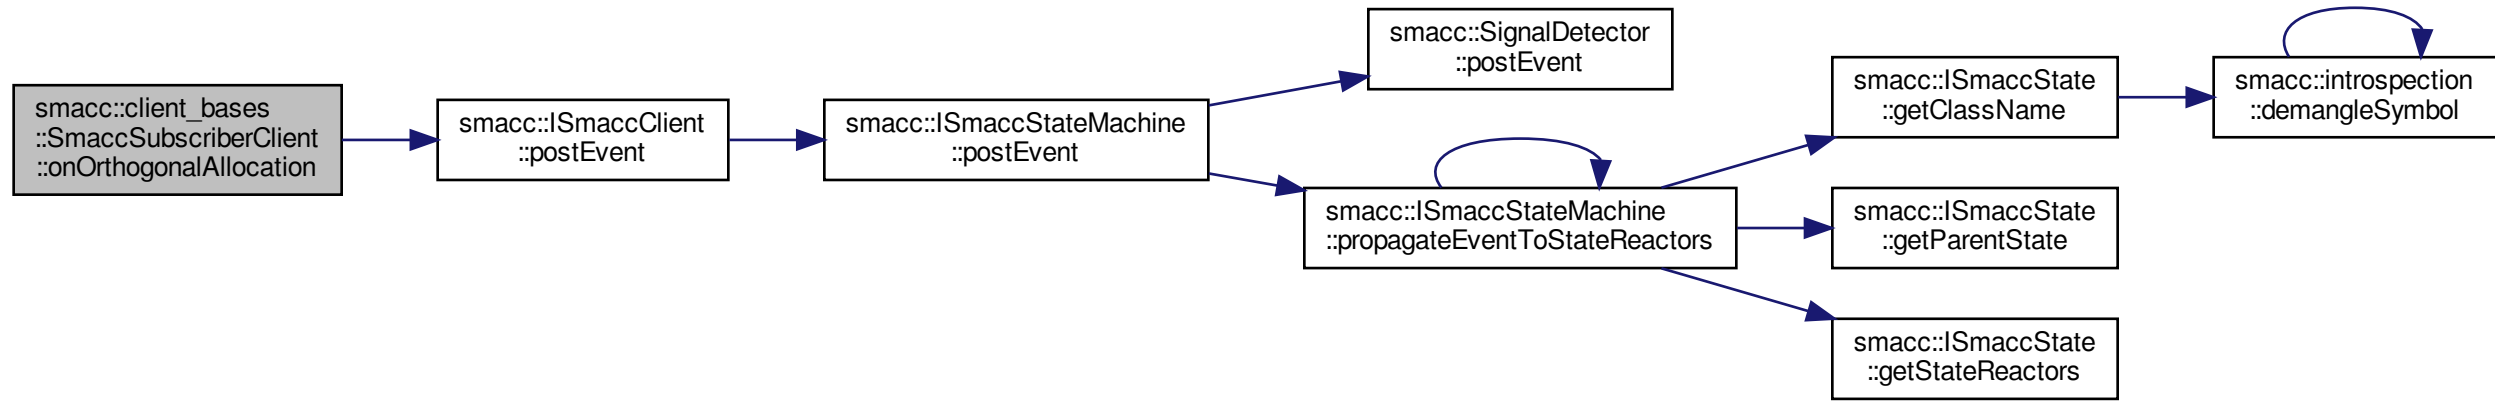 smacc::client_bases
::SmaccSubscriberClient
::onOrthogonalAllocation
smacc::ISmaccClient
::postEvent
smacc::ISmaccStateMachine
::postEvent
smacc::SignalDetector
::postEvent
smacc::ISmaccStateMachine
::propagateEventToStateReactors
smacc::ISmaccState
::getClassName
smacc::introspection
::demangleSymbol
smacc::ISmaccState
::getParentState
smacc::ISmaccState
::getStateReactors